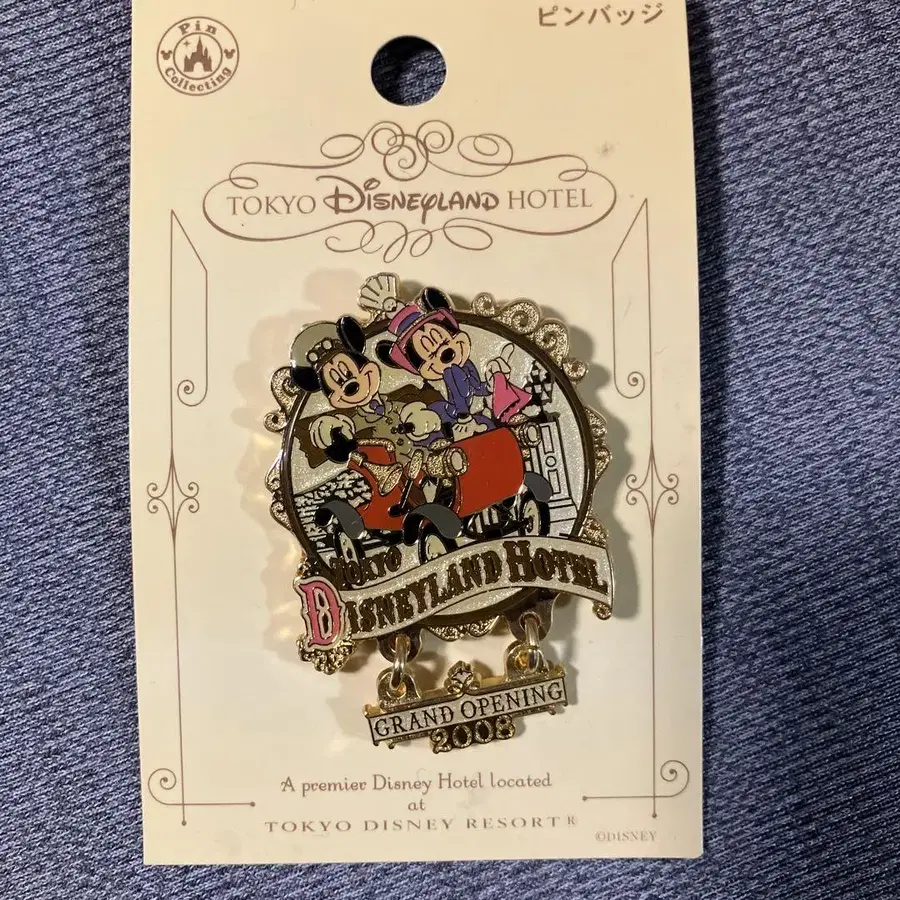 Pin
Collecting
ピンバッジ
TOKYO DISNEYLAND HOTEL
TOKYO
DISNEYLAND HOTEL
GRAND OPENING
2008
A premier Disney Hotel located
at
TOKYO DISNEY RESORT®
©DISNEY